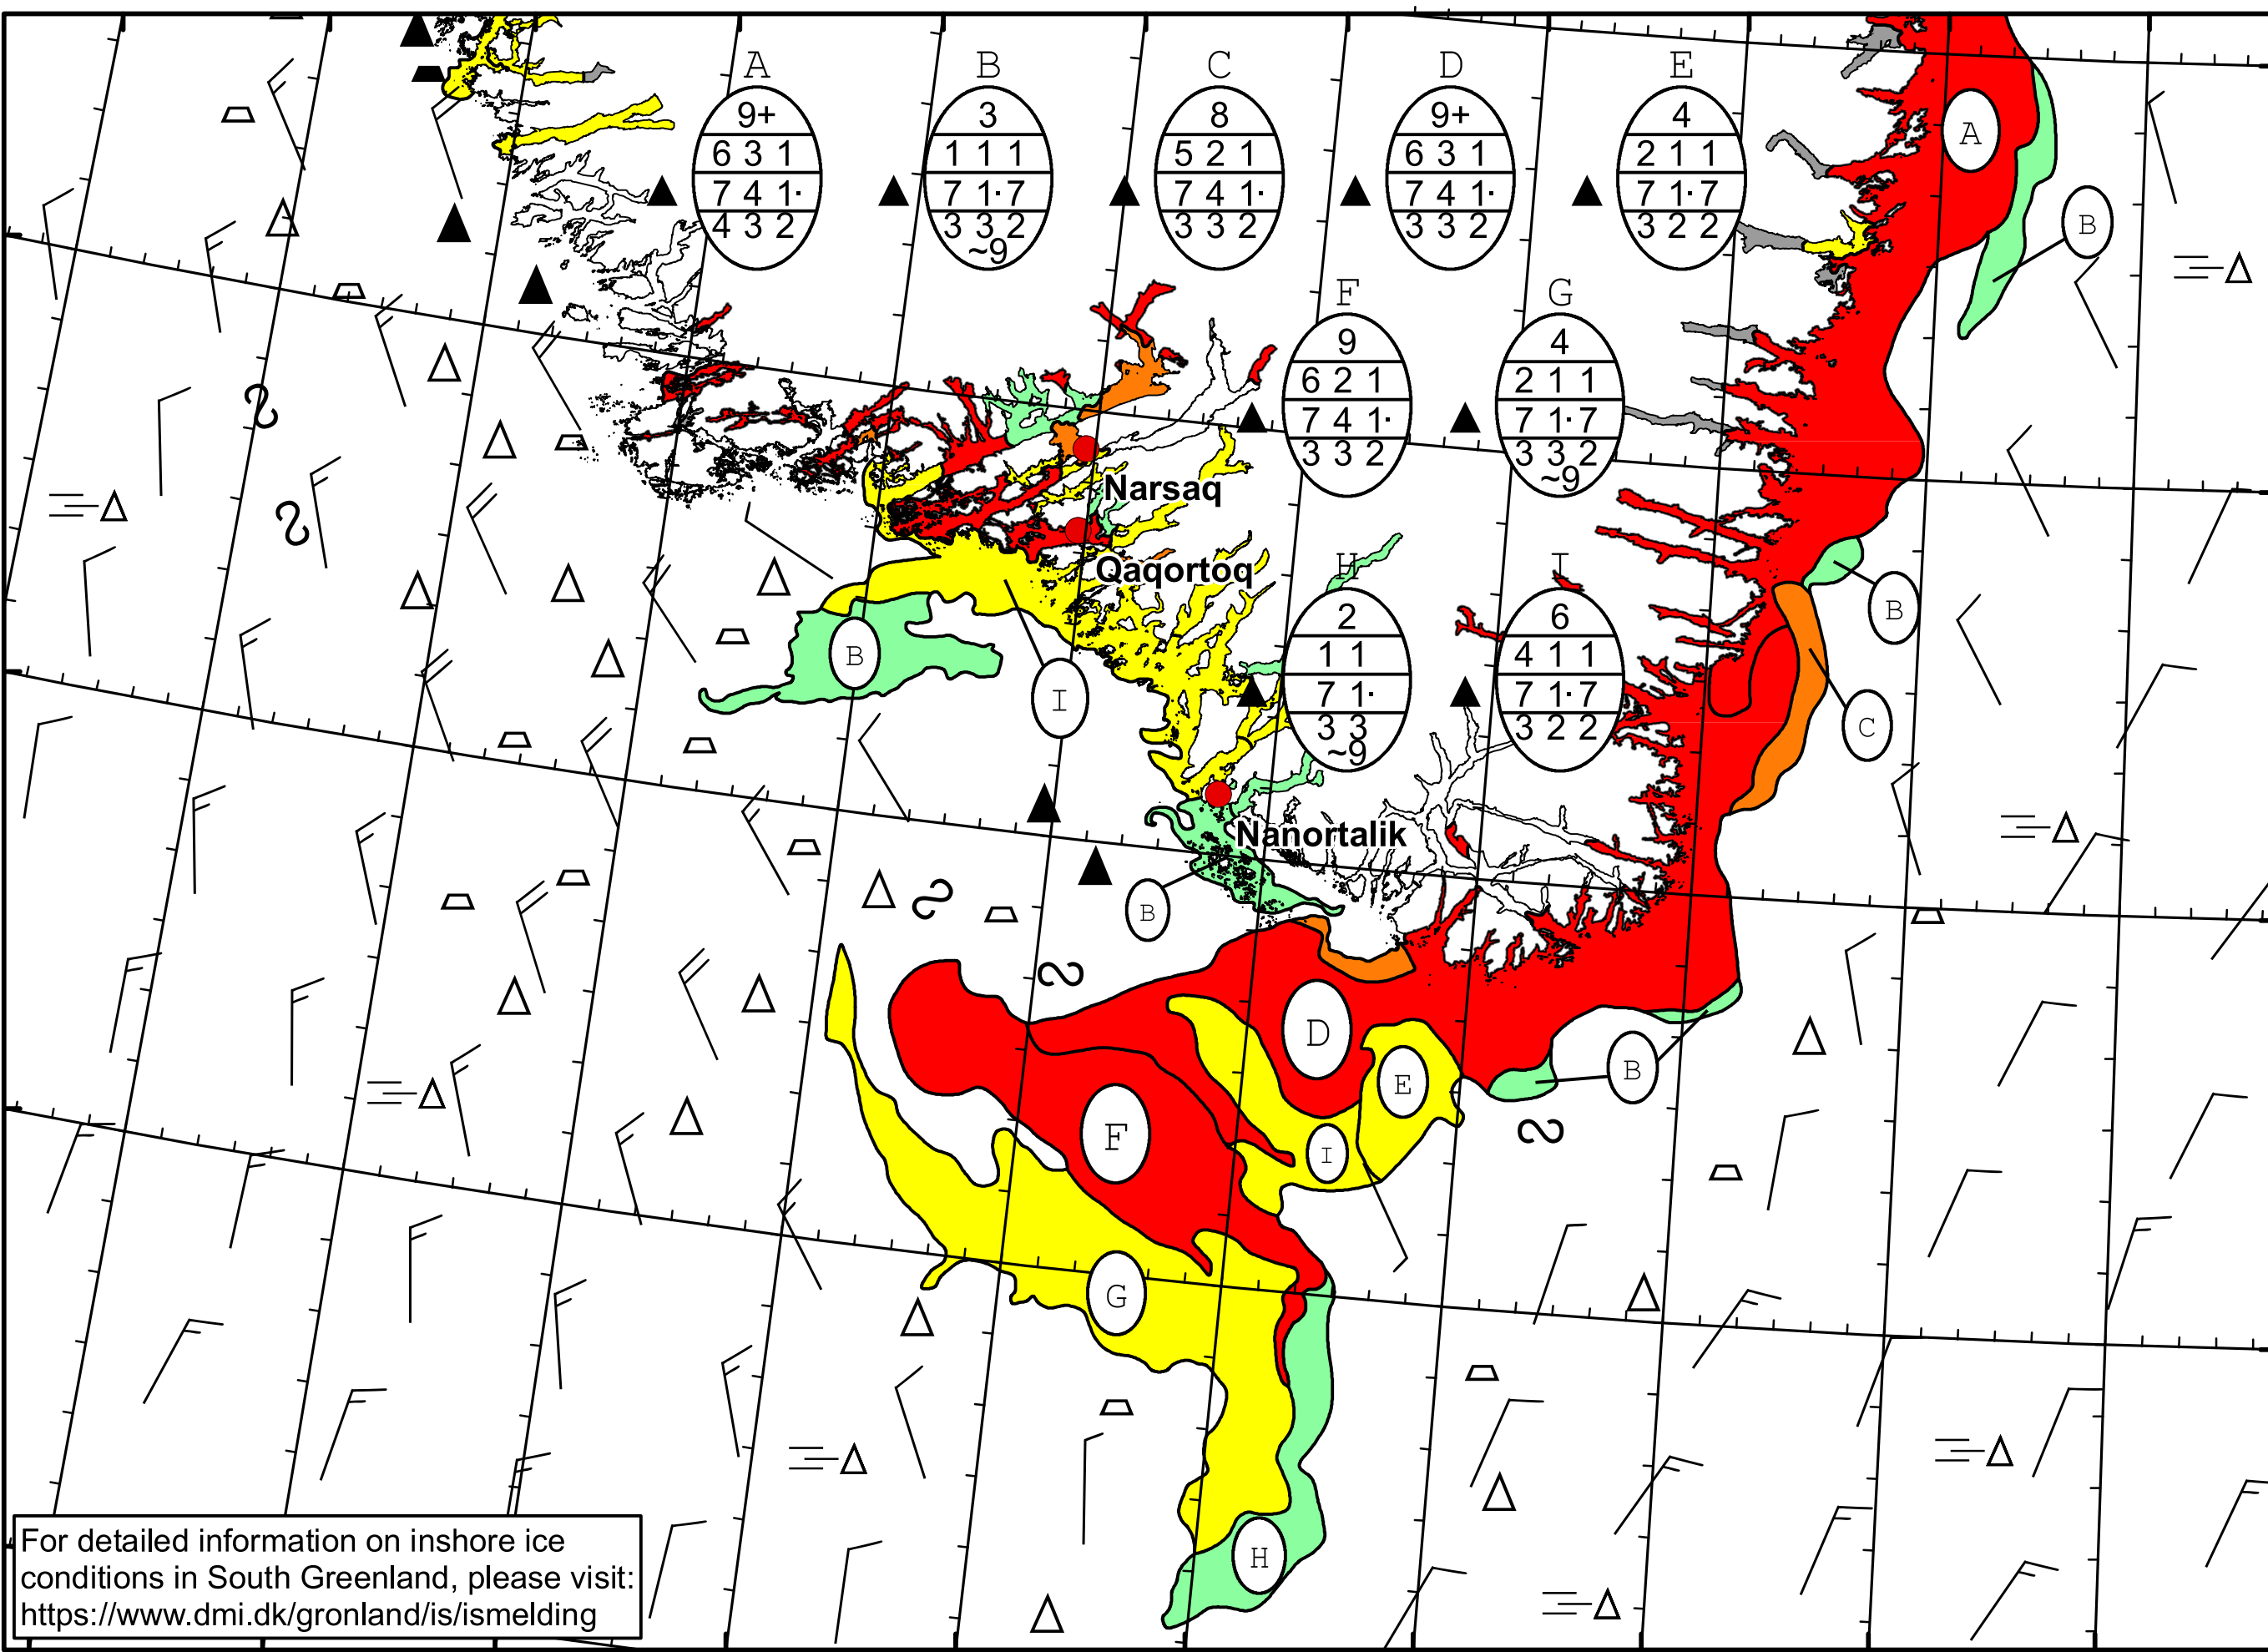 A B C D E
9+ 3 8 9+ 4
6 3 1 1 1 1 5 2 1 6 3 1 2 1 1
7 4 1· 7 1· 7 7 4 1· 7 4 1· 7 1· 7
4 3 2 3 3 2 3 3 2 3 3 2 3 2 2
~9
A
B
F G
9 4
6 2 1 2 1 1
7 4 1· 7 1· 7
3 3 2 3 3 2
~9
Narsaq
Qaqortoq
H I
2 6
1 1 4 1 1
7 1· 7 1· 7
3 3 3 2 2
~9
B
B
I
C
Nanortalik
B
D
B
E
F
I
G
H
For detailed information on inshore ice
conditions in South Greenland, please visit:
https://www.dmi.dk/gronland/is/ismelding